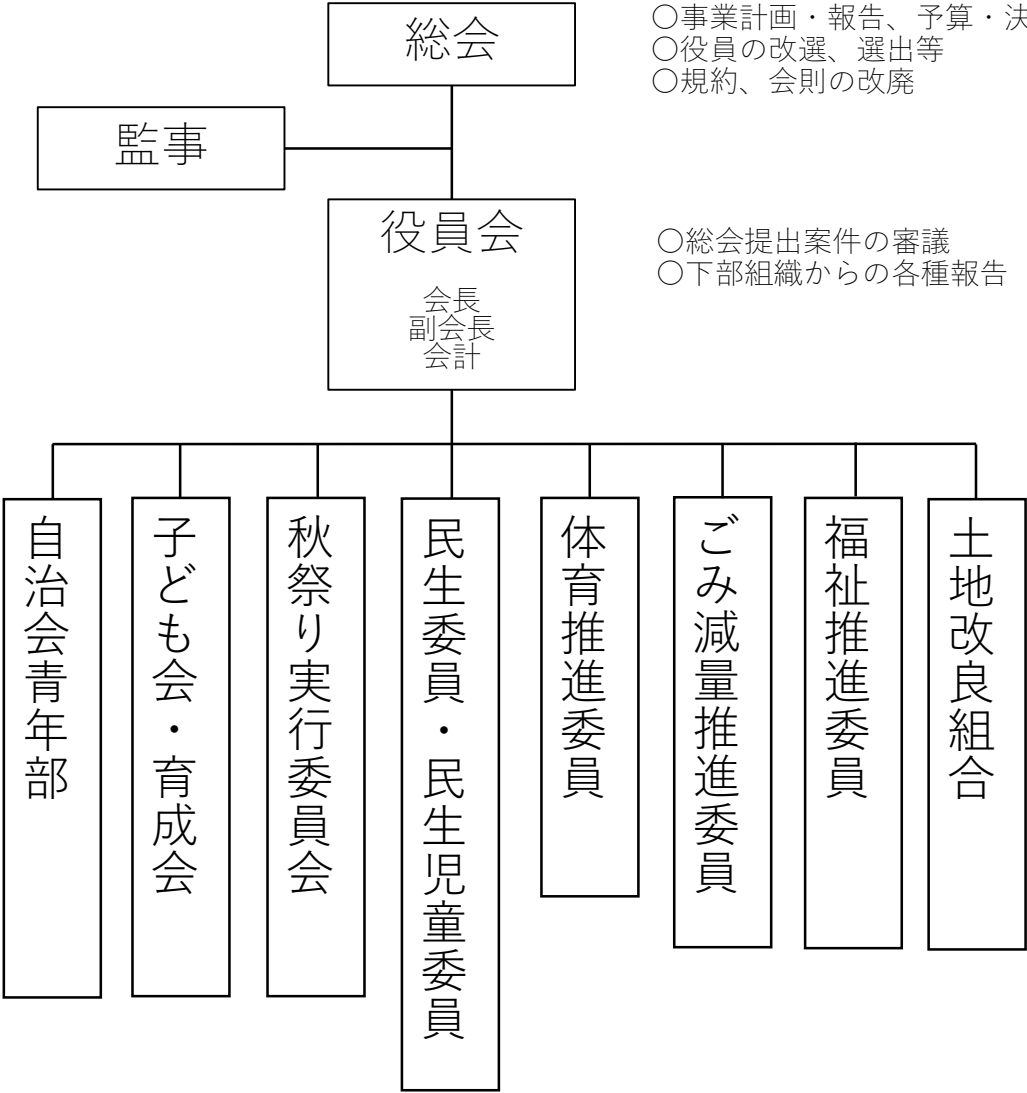 総会
○事業計画・報告、予算・決
○役員の改選、選出等
○規約、会則の改廃
監事
役員会
会長
副会長
会計
○総会提出案件の審議
○下部組織からの各種報告
自治会青年部
子ども会・育成会
秋祭り実行委員会
民生委員・民生児童委員
体育推進委員
ごみ減量推進委員
福祉推進委員
土地改良組合